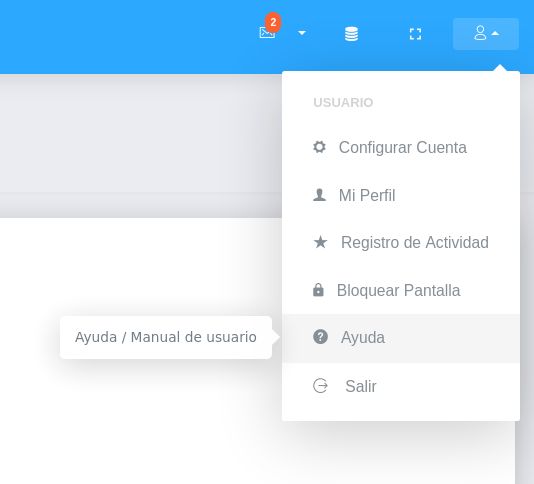 2
USUARIO
Configurar Cuenta
Mi Perfil
Registro de Actividad
Bloquear Pantalla
Ayuda / Manual de usuario
Ayuda
Salir